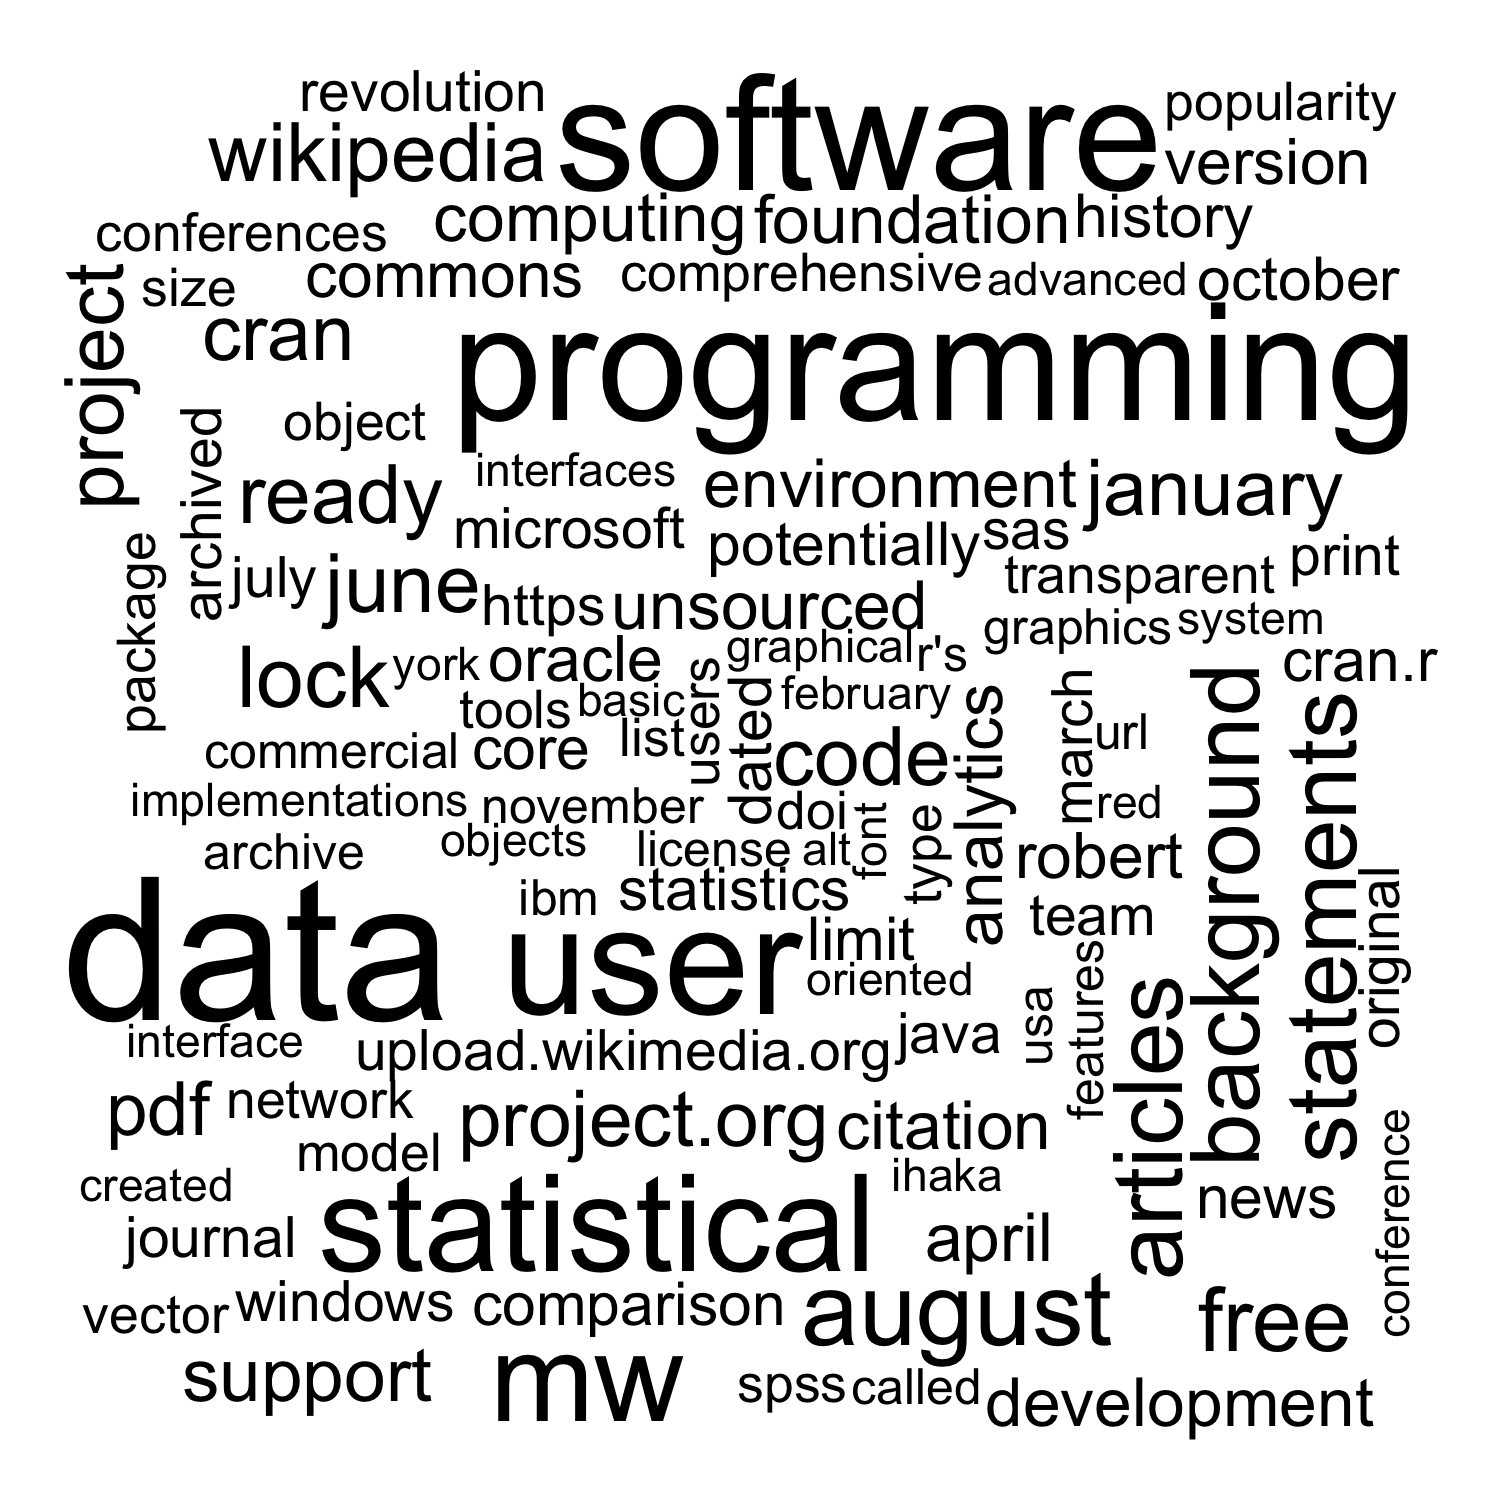 revolution
software
popularity
wikipedia
version
conferences
computing
foundation
history
project
size
commons
comprehensive
advanced
october
cran
programming
object
archived
ready
interfaces
environment
january
microsoft
potentially
sas
package
july
june
https
unsourced
transparent
print
graphics
system
lock
york
oracle
graphical
r's
cran.r
tools
basic
users
dated
february
analytics
march
url
background
statements
commercial
core
list
code
implementations
november
doi
font
type
red
archive
objects
license
alt
robert
ibm
statistics
team
original
data
user
limit
oriented
usa
features
articles
interface
upload.wikimedia.org
java
pdf
network
project.org
citation
model
created
statistical
ihaka
news
conference
journal
april
vector
windows
comparison
august
free
support
mw
spss
called
development